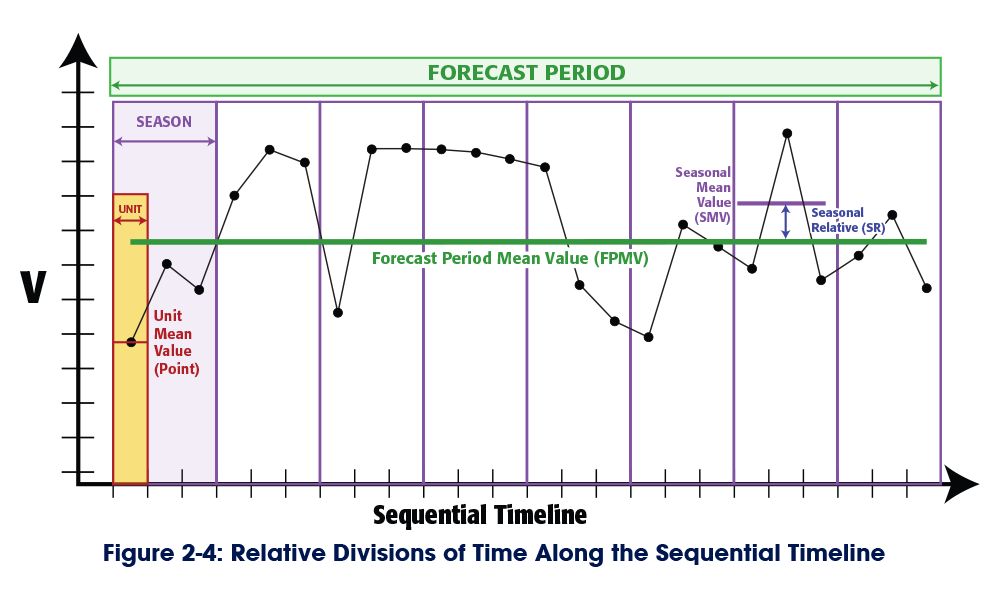 FORECAST PERIOD
SEASON
UNIT
Seasonal
Mean
Value
(SMV)
Seasonal
Relative (SR)
Forecast Period Mean Value (FPMV)
V
Unit
Mean
Value
(Point)
Sequential Timeline
Figure 2-4: Relative Divisions of Time Along the Sequential Timeline